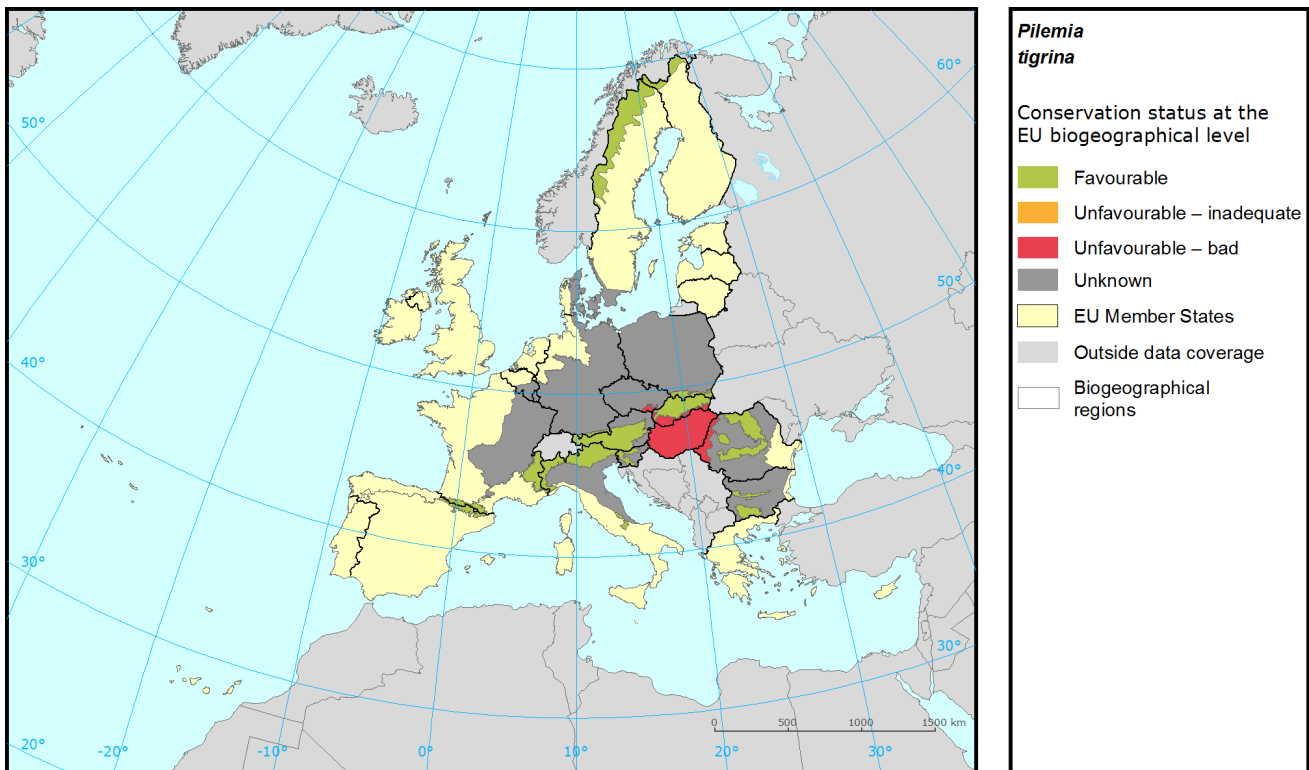 60°
50°
50°
40°
40°
30°
30°
20°
-20°
-10°
0°
10°
20°
30°
0 500 1000 1500 km
Pilemia
tigrina
Conservation status at the
EU biogeographical level
Favourable
Unfavourable – inadequate
Unfavourable – bad
Unknown
EU Member States
Outside data coverage
Biogeographical
regions